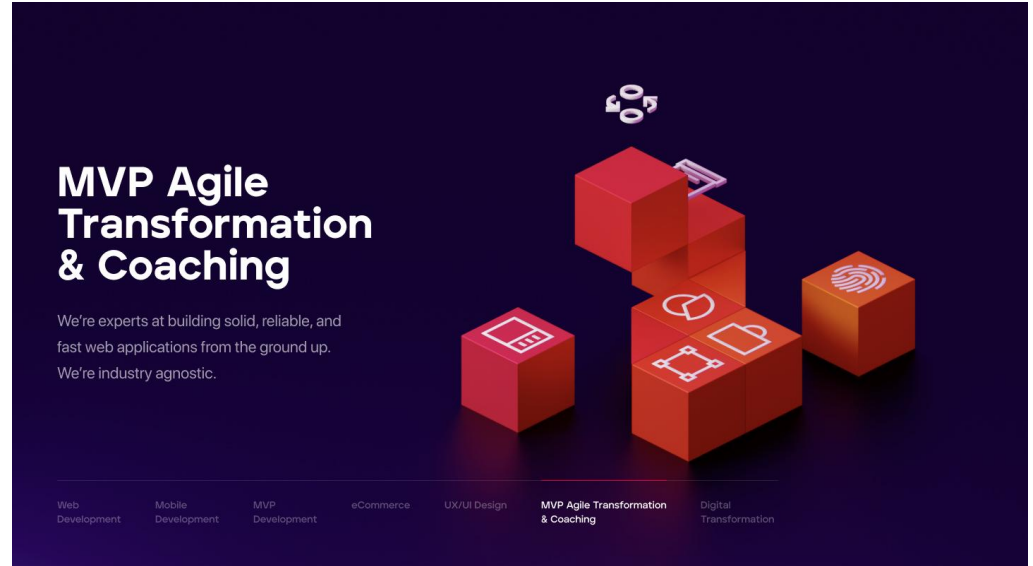 MVP Agile
Transformation
& Coaching
We're experts at building solid, reliable, and
fast web applications from the ground up.
We're industry agnostic.
Web
Development
Mobile
Development
MVP
Development
eCommerce
UX/UI Design
MVP Agile Transformation
& Coaching
Digital
Transformation